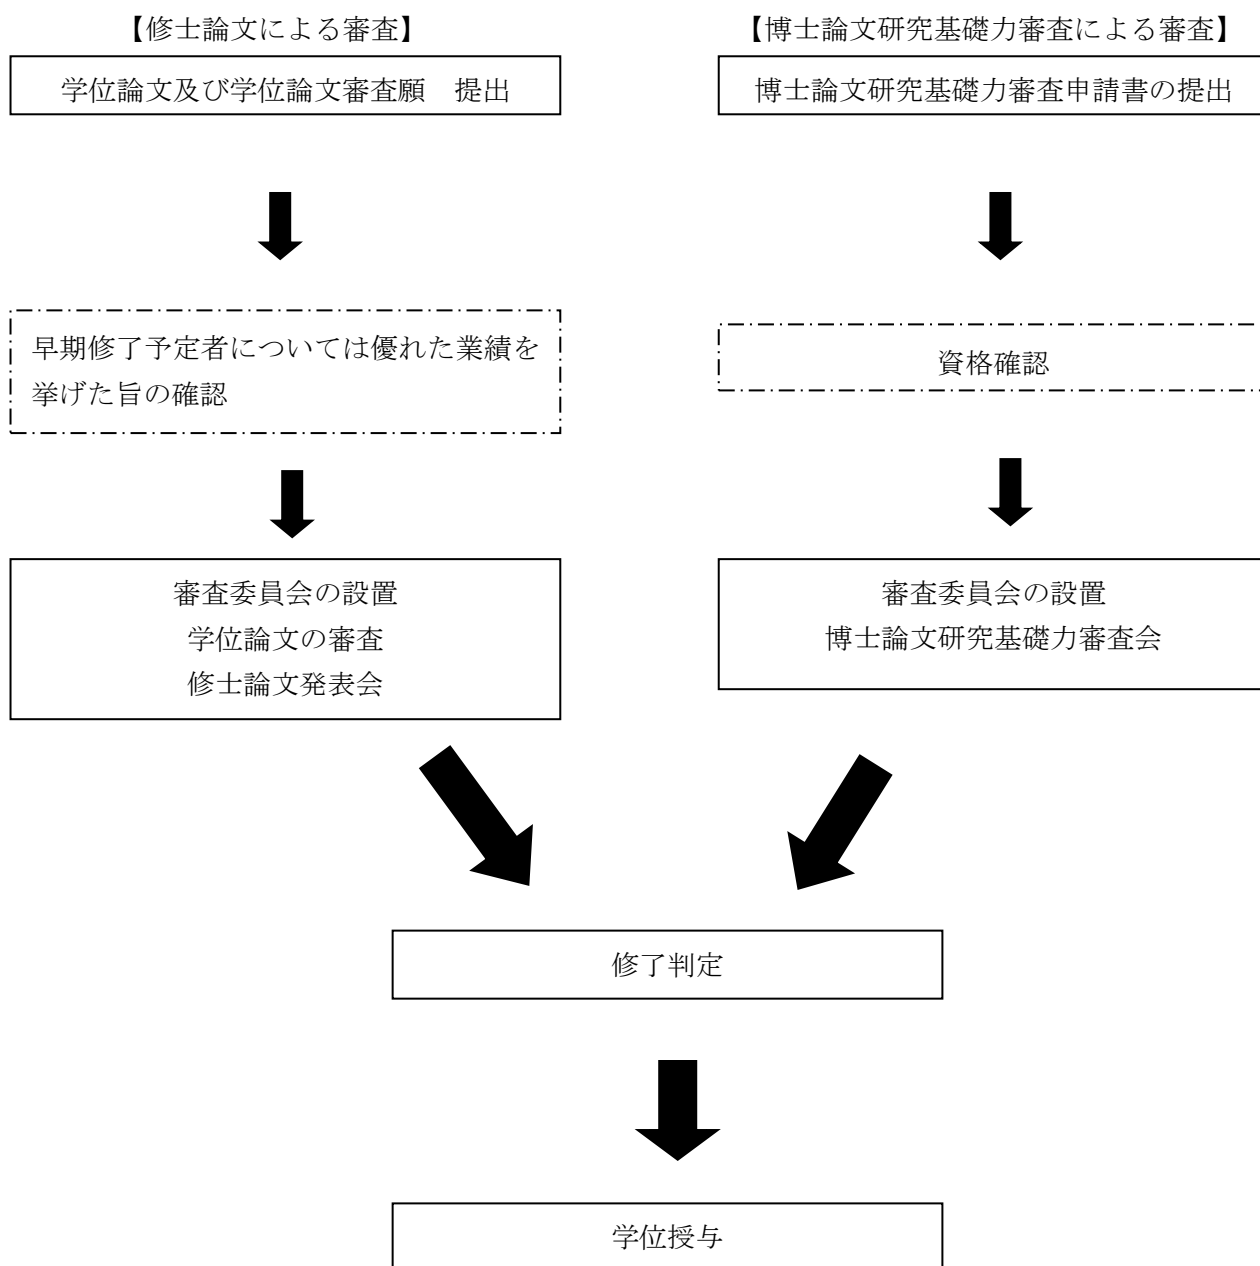 【修士論文による審査】
学位論文及び学位論文審査願　提出
早期修了予定者については優れた業績を
挙げた旨の確認
審査委員会の設置
学位論文の審査
修士論文発表会
【博士論文研究基礎力審査による審査】
博士論文研究基礎力審査申請書の提出
資格確認
審査委員会の設置
博士論文研究基礎力審査会
修了判定
学位授与